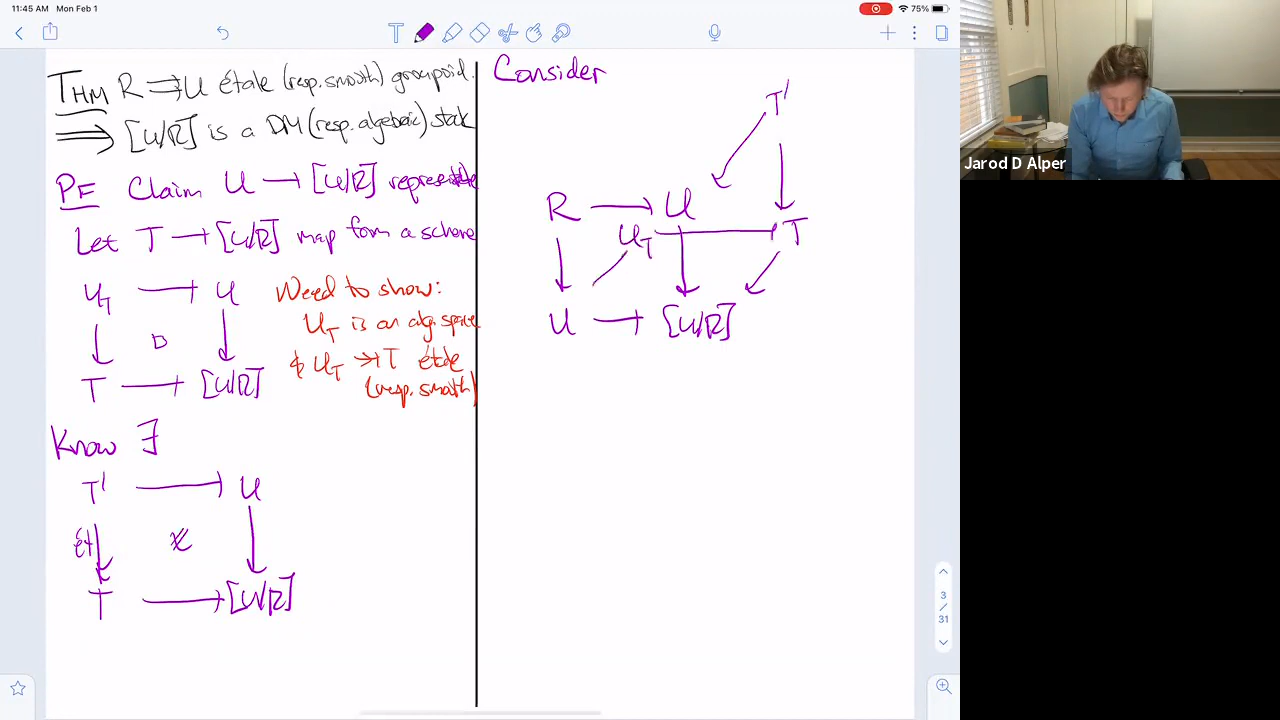 11:45 AM Mon Feb 1
75%
THM R ⇉ U étale (resp. smooth) groupoid.
⟹ [U/R] is a DM (resp. algebraic) stack
PF Claim U → [U/R] representable
Let T → [U/R] map form a scheme
U_T → U
T → [U/R]
Need to show:
U_T is an alg. space
& U_T ↠ T étale
(resp. smooth)
Know ∃
T' → U
ét
T → [U/R]
Consider
T'
R → U
U_T → T
U → [U/R]
3
/
31
Jarod D Alper